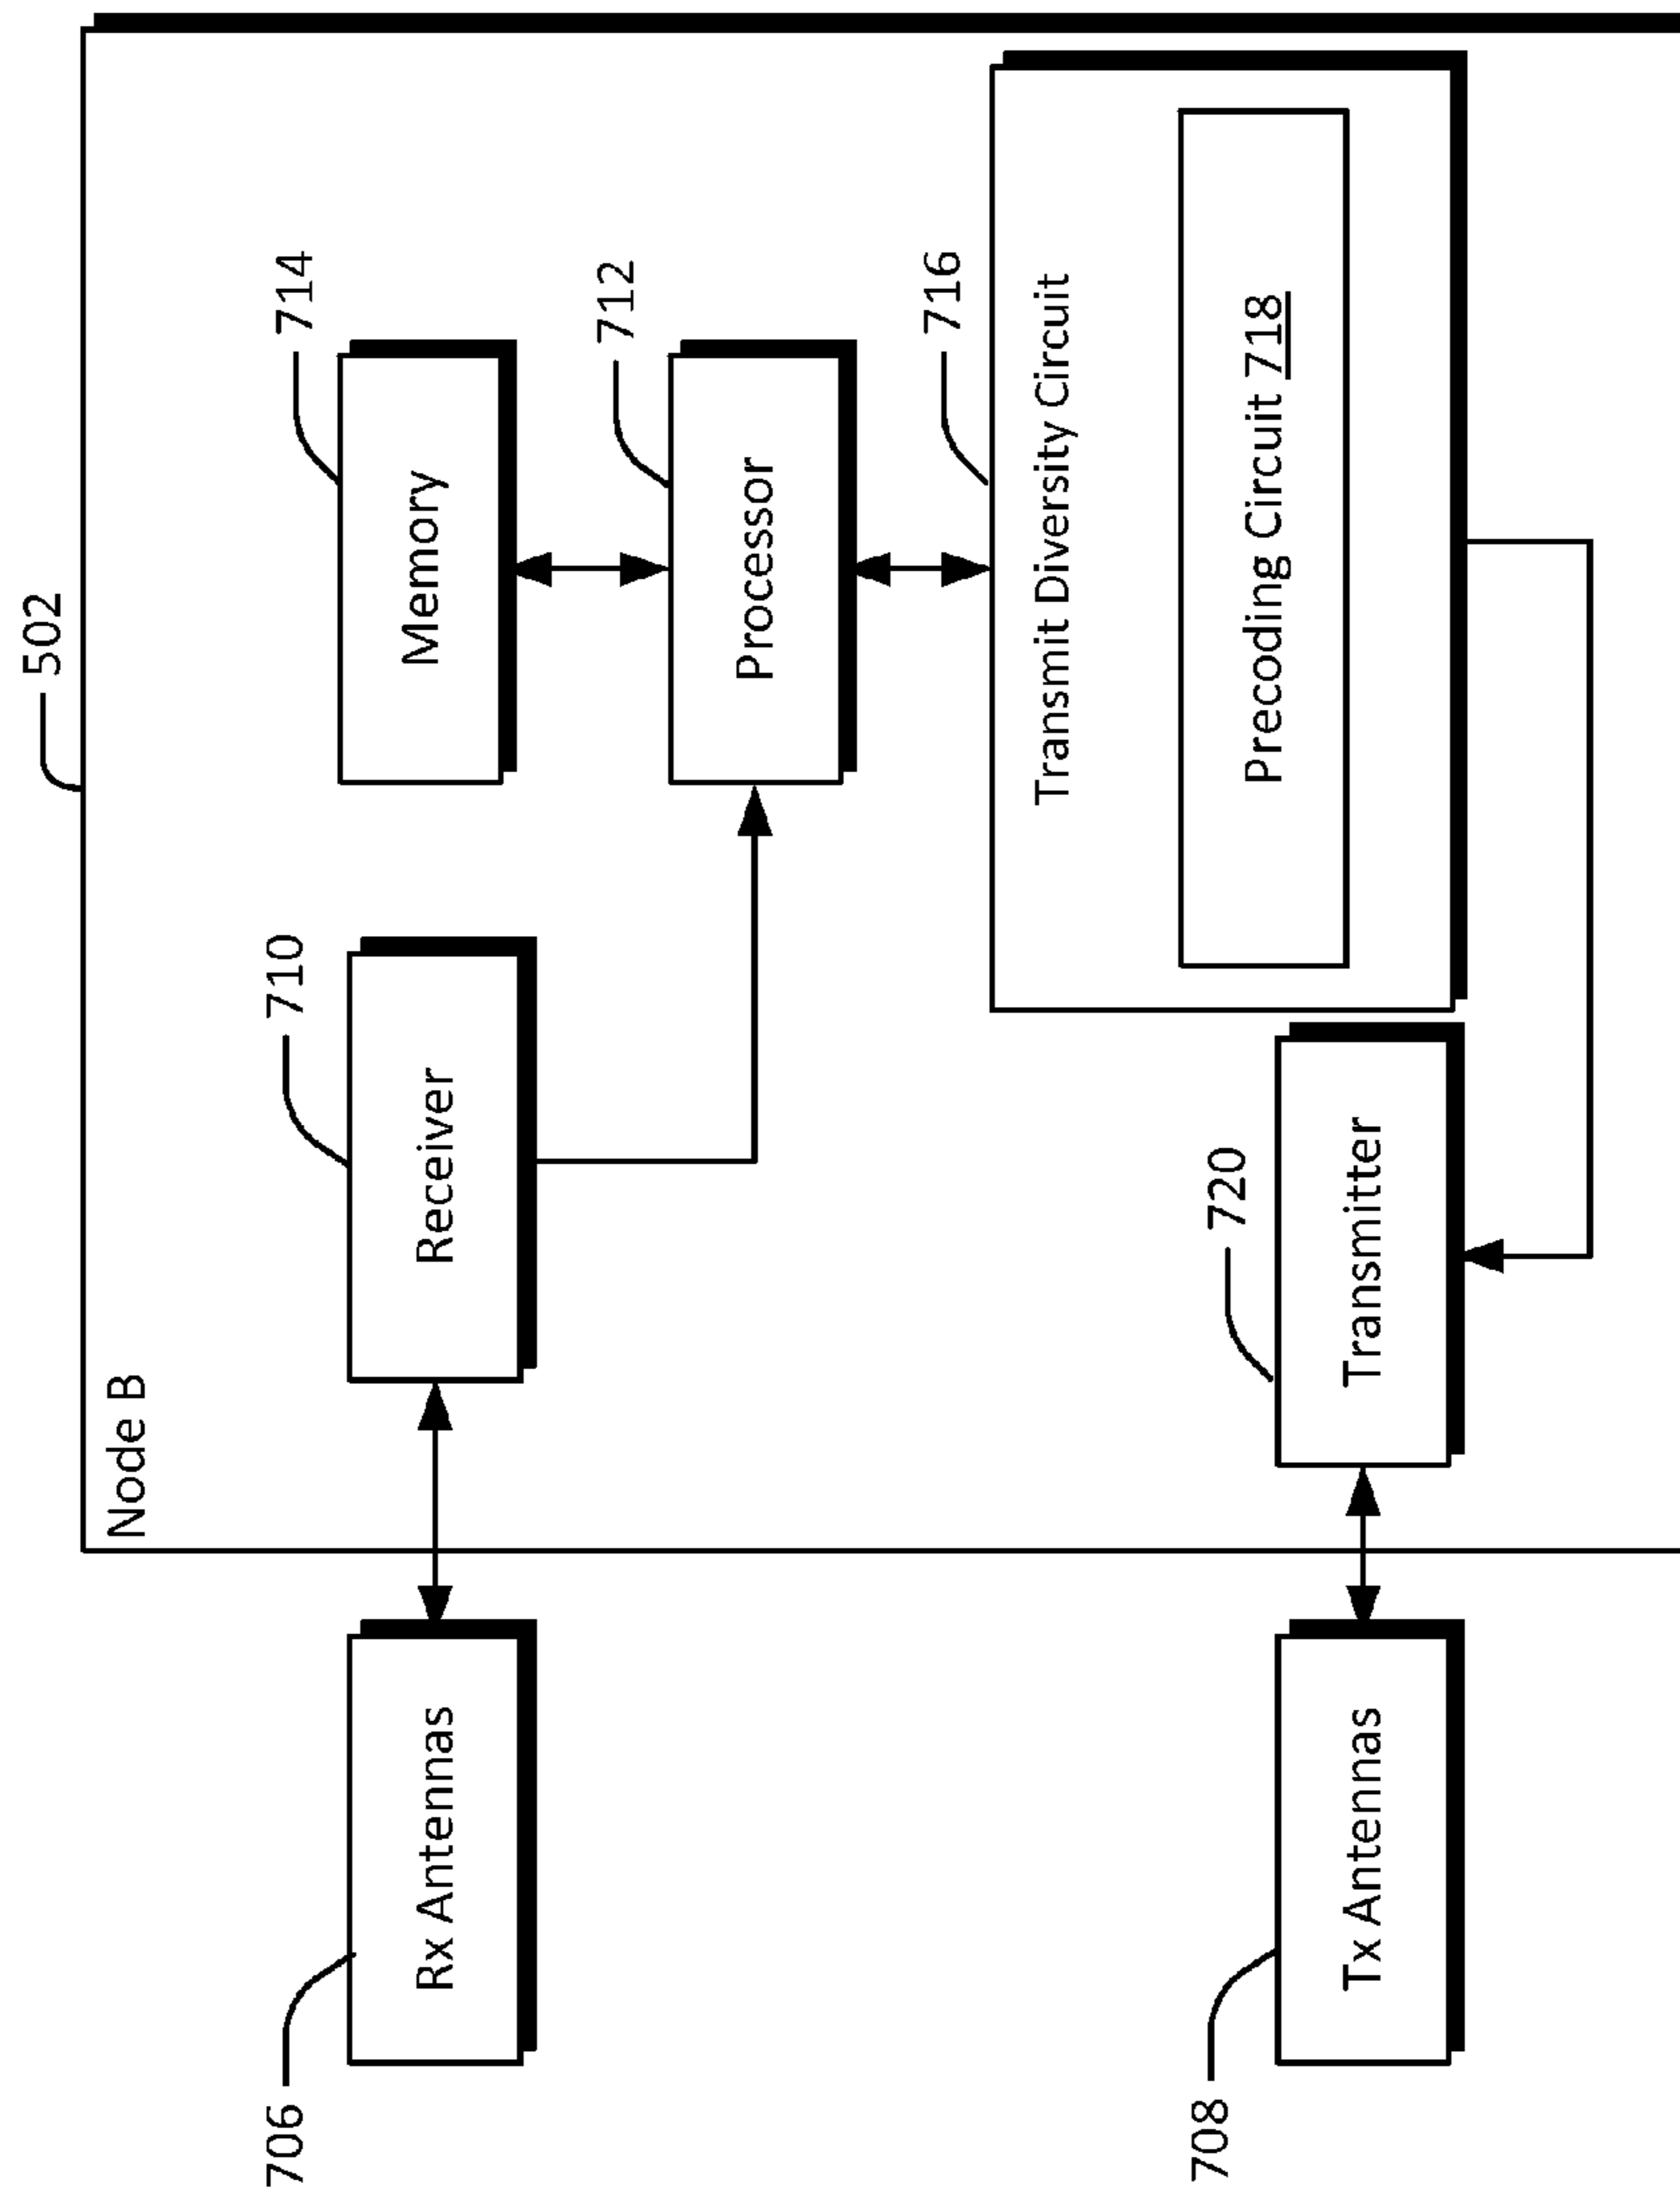 502
Node B
714
Memory
710
Receiver
712
Processor
706
Rx Antennas
716
Transmit Diversity Circuit
Precoding Circuit 718
720
Transmitter
708
Tx Antennas